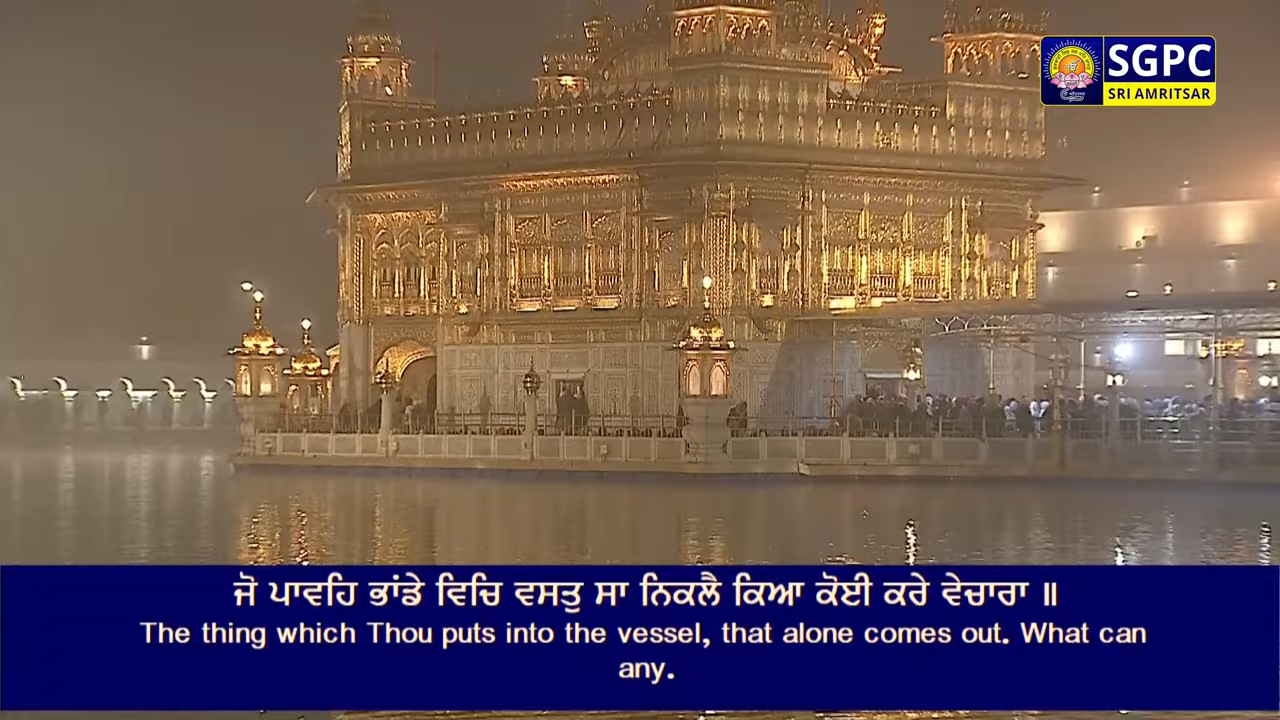 SGPC
SRI AMRITSAR
ਜੋ ਪਾਵਹਿ ਭਾਂਡੇ ਵਿਚਿ ਵਸਤੁ ਸਾ ਨਿਕਲੈ ਕਿਆ ਕੋਈ ਕਰੇ ਵੇਚਾਰਾ ॥
The thing which Thou puts into the vessel, that alone comes out. What can
any.